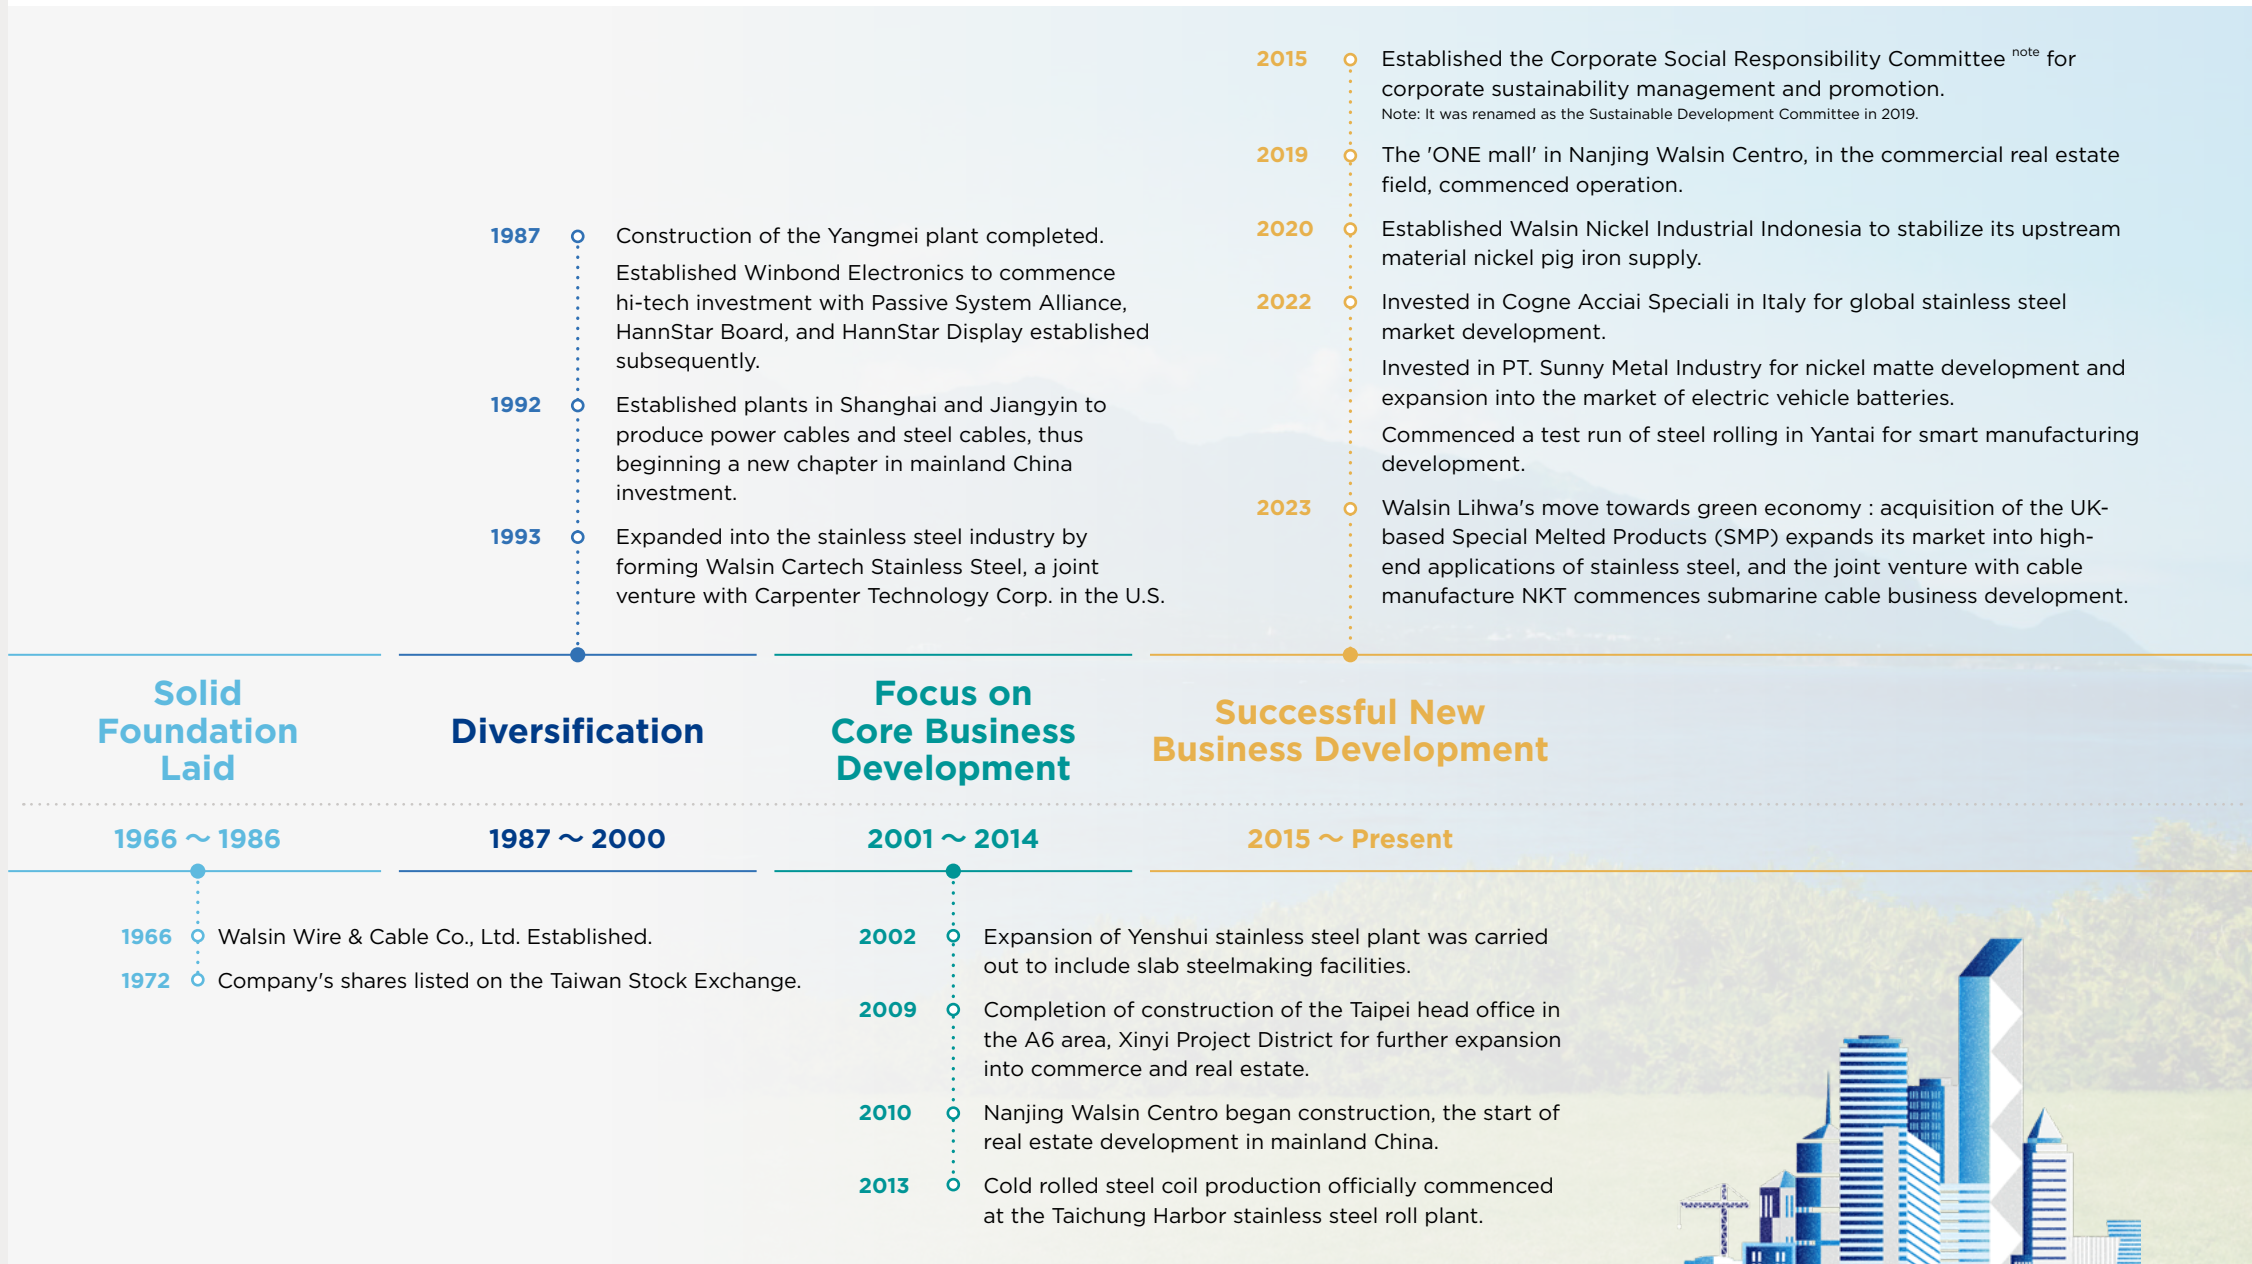 2015
Established the Corporate Social Responsibility Committee note for
corporate sustainability management and promotion.
Note: It was renamed as the Sustainable Development Committee in 2019.
2019
The 'ONE mall' in Nanjing Walsin Centro, in the commercial real estate
field, commenced operation.
2020
Established Walsin Nickel Industrial Indonesia to stabilize its upstream
material nickel pig iron supply.
2022
Invested in Cogne Acciai Speciali in Italy for global stainless steel
market development.
Invested in PT. Sunny Metal Industry for nickel matte development and
expansion into the market of electric vehicle batteries.
Commenced a test run of steel rolling in Yantai for smart manufacturing
development.
2023
Walsin Lihwa's move towards green economy : acquisition of the UK-
based Special Melted Products (SMP) expands its market into high-
end applications of stainless steel, and the joint venture with cable
manufacture NKT commences submarine cable business development.
1987
Construction of the Yangmei plant completed.
Established Winbond Electronics to commence
hi-tech investment with Passive System Alliance,
HannStar Board, and HannStar Display established
subsequently.
1992
Established plants in Shanghai and Jiangyin to
produce power cables and steel cables, thus
beginning a new chapter in mainland China
investment.
1993
Expanded into the stainless steel industry by
forming Walsin Cartech Stainless Steel, a joint
venture with Carpenter Technology Corp. in the U.S.
Solid
Foundation
Laid
Diversification
Focus on
Core Business
Development
Successful New
Business Development
1966 ~ 1986
1987 ~ 2000
2001 ~ 2014
2015 ~ Present
1966
Walsin Wire & Cable Co., Ltd. Established.
1972
Company's shares listed on the Taiwan Stock Exchange.
2002
Expansion of Yenshui stainless steel plant was carried
out to include slab steelmaking facilities.
2009
Completion of construction of the Taipei head office in
the A6 area, Xinyi Project District for further expansion
into commerce and real estate.
2010
Nanjing Walsin Centro began construction, the start of
real estate development in mainland China.
2013
Cold rolled steel coil production officially commenced
at the Taichung Harbor stainless steel roll plant.